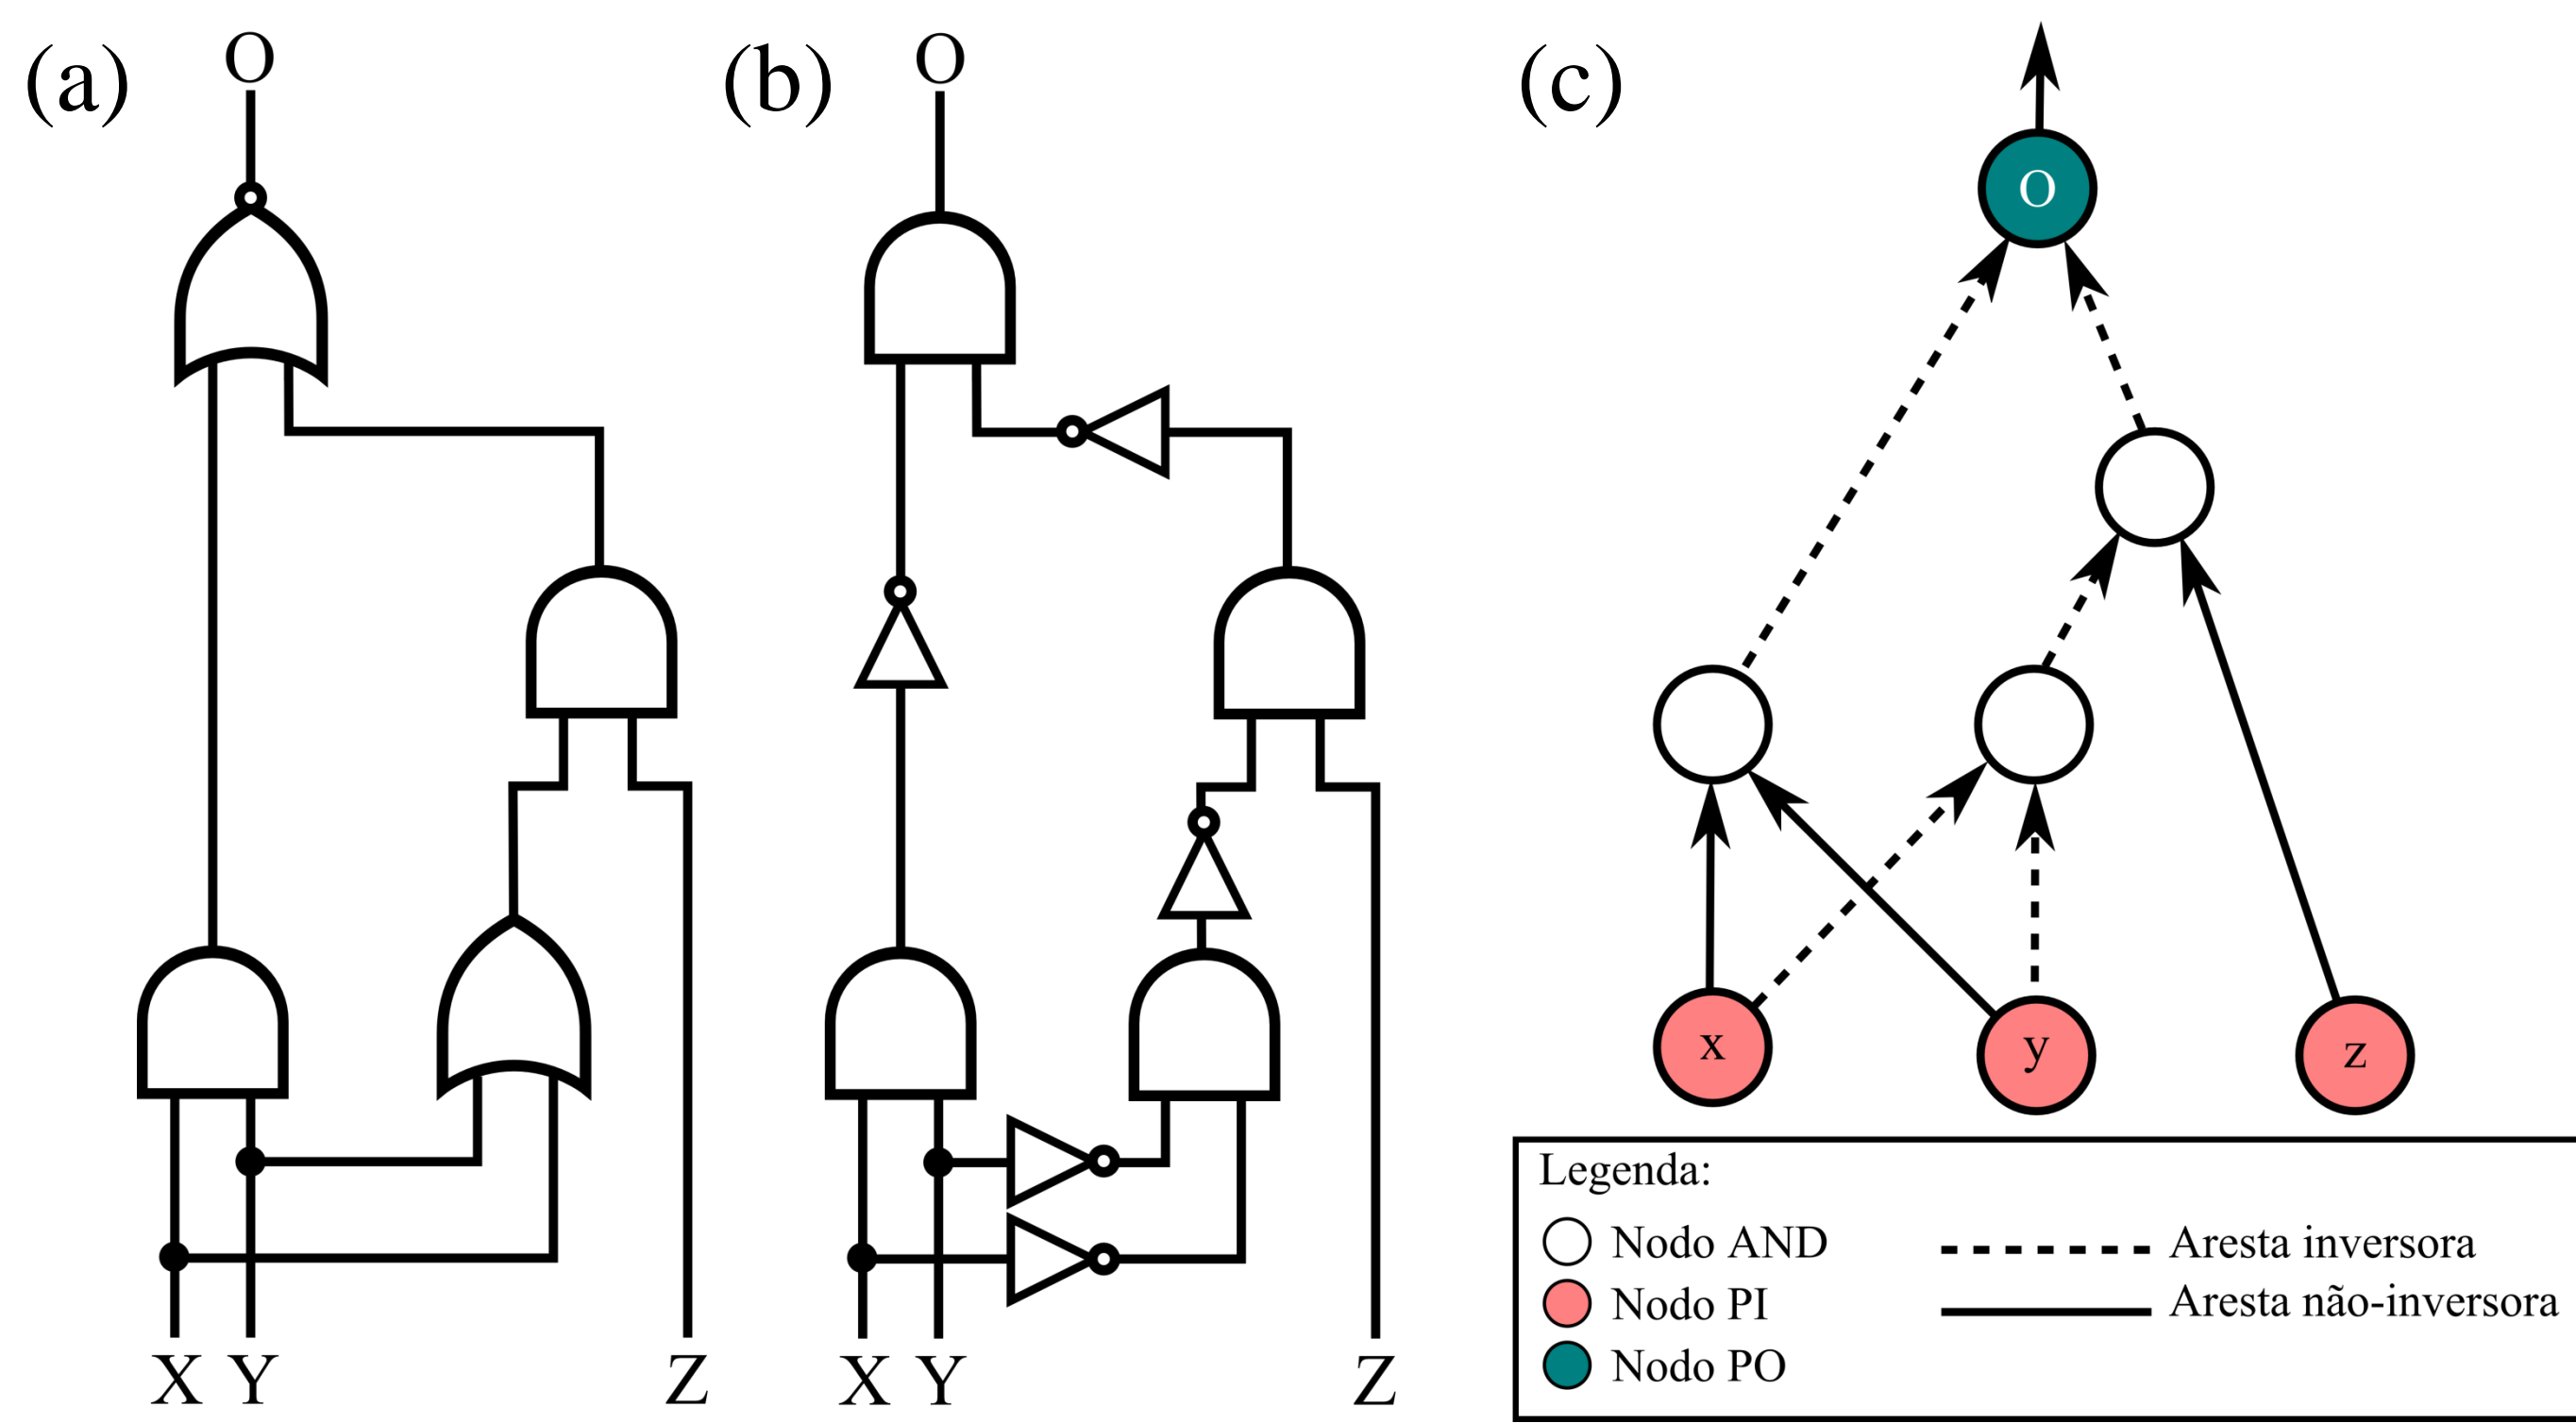 (a)
O
X Y
Z
(b)
O
X Y
Z
(c)
O
x
y
z
Legenda:
Nodo AND
Nodo PI
Nodo PO
Aresta inversora
Aresta não-inversora